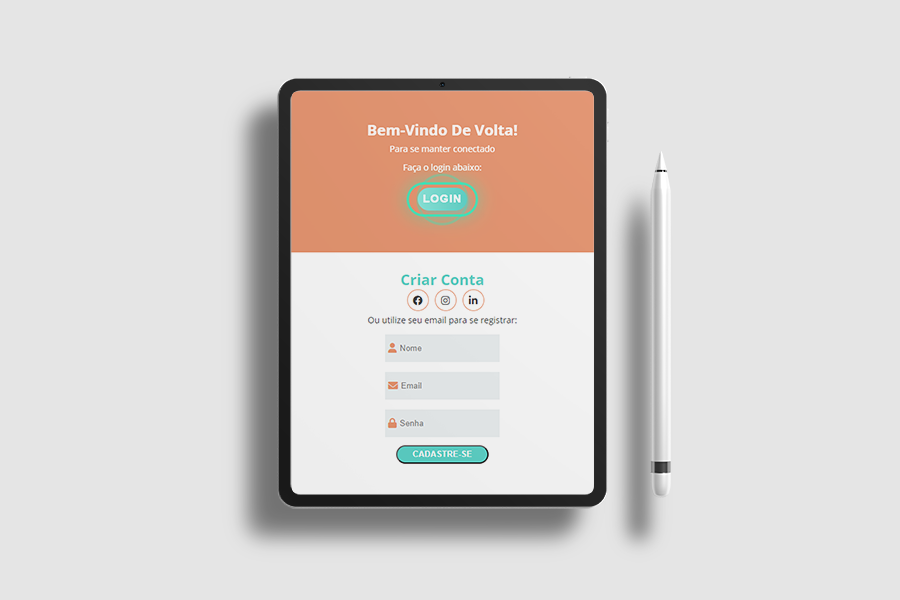 Bem-Vindo De Volta!
Para se manter conectado
Faça o login abaixo:
LOGIN
Criar Conta
in
Ou utilize seu email para se registrar:
Nome
Email
Senha
CADASTRE-SE